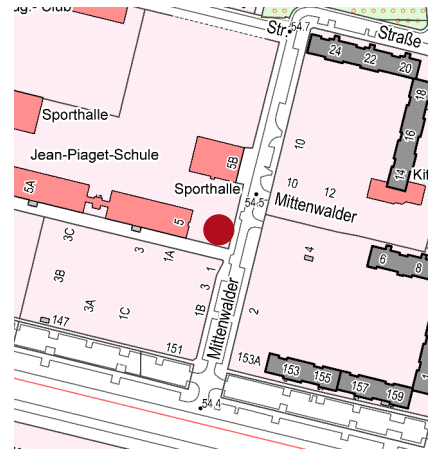 dg.- Club
Str.
54.7
Straße
24
22
20
18
16
14
Sporthalle
Jean-Piaget-Schule
5B
10
Sporthalle
54.5
10
12
Kit
5A
5
Mittenwalder
3C
3
1A
1
4
6
8
3B
3A
1C
3
1B
2
147
151
Mittenwalder
153A
153
155
157
159
1
54.4